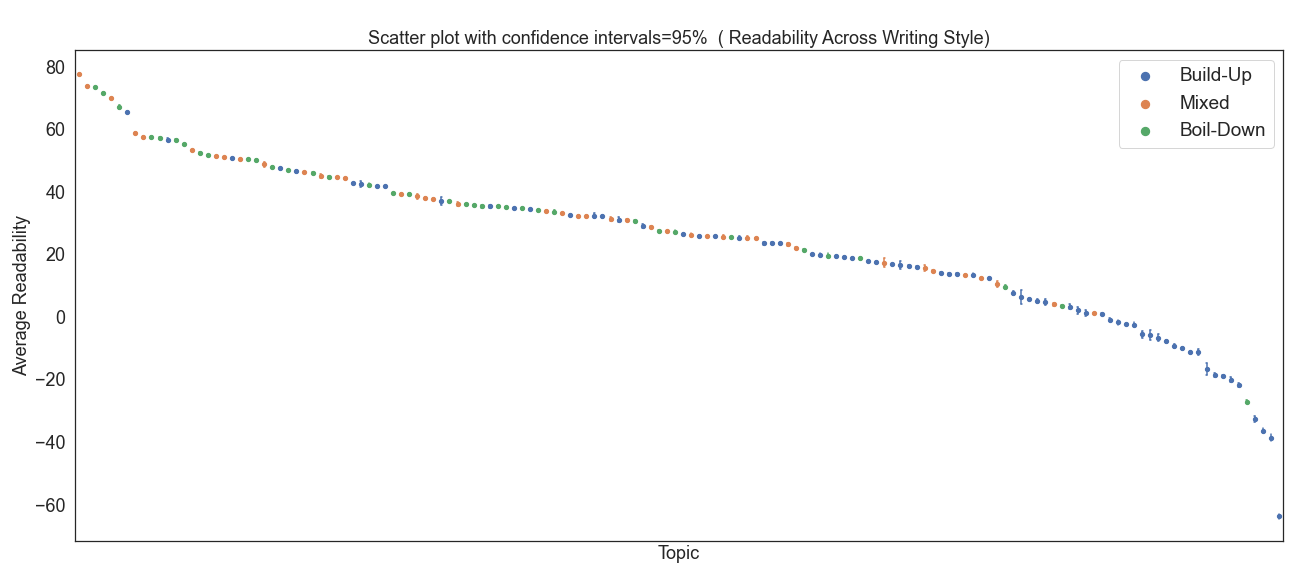 Scatter plot with confidence intervals=95%  ( Readability Across Writing Style)
Build-Up
Mixed
Boil-Down
80
60
40
20
0
−20
−40
−60
Average Readability
Topic